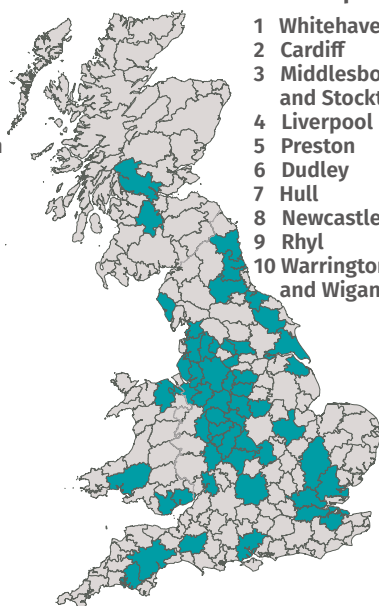 1 Whitehave
2 Cardiff
3 Middlesbo
and Stockt
4 Liverpool
5 Preston
6 Dudley
7 Hull
8 Newcastle
9 Rhyl
10 Warrington
and Wigan